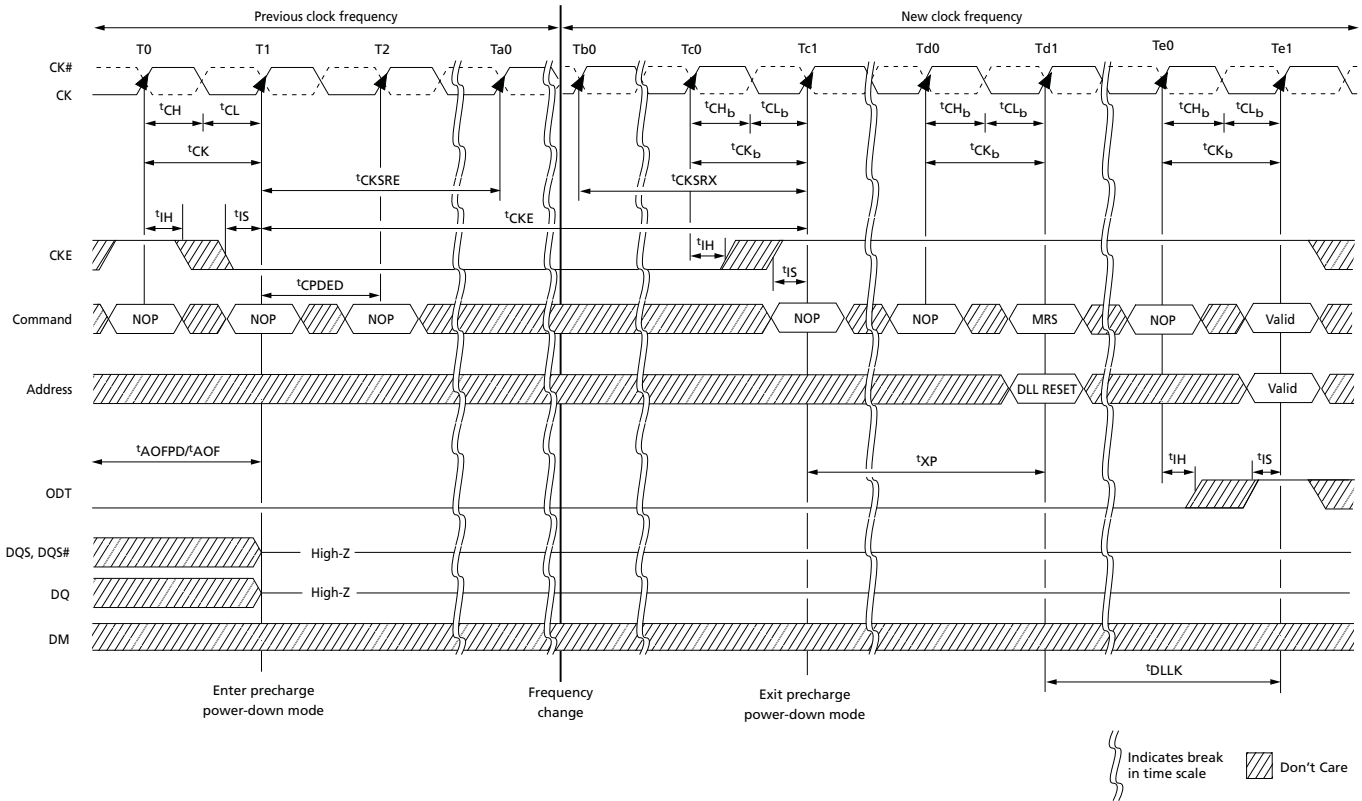 Previous clock frequency New clock frequency
T0 T1 T2 Ta0 Tb0 Tc0 Tc1 Td0 Td1 Te0 Te1
CK#
CK
tCH tCL tCHb tCLb tCHb tCLb tCHb tCLb
tCK tCKb tCKb tCKb
tCKSRE tCKSRX
tIH tIS tCKE
CKE tIH
tIS
tCPDED
Command NOP NOP NOP NOP NOP MRS NOP Valid
Address DLL RESET Valid
tAOFPD/tAOF tXP tIH tIS
ODT
DQS, DQS# High-Z
DQ High-Z
DM
tDLLK
Enter precharge
power-down mode
Frequency
change
Exit precharge
power-down mode
Indicates break
in time scale
Don't Care